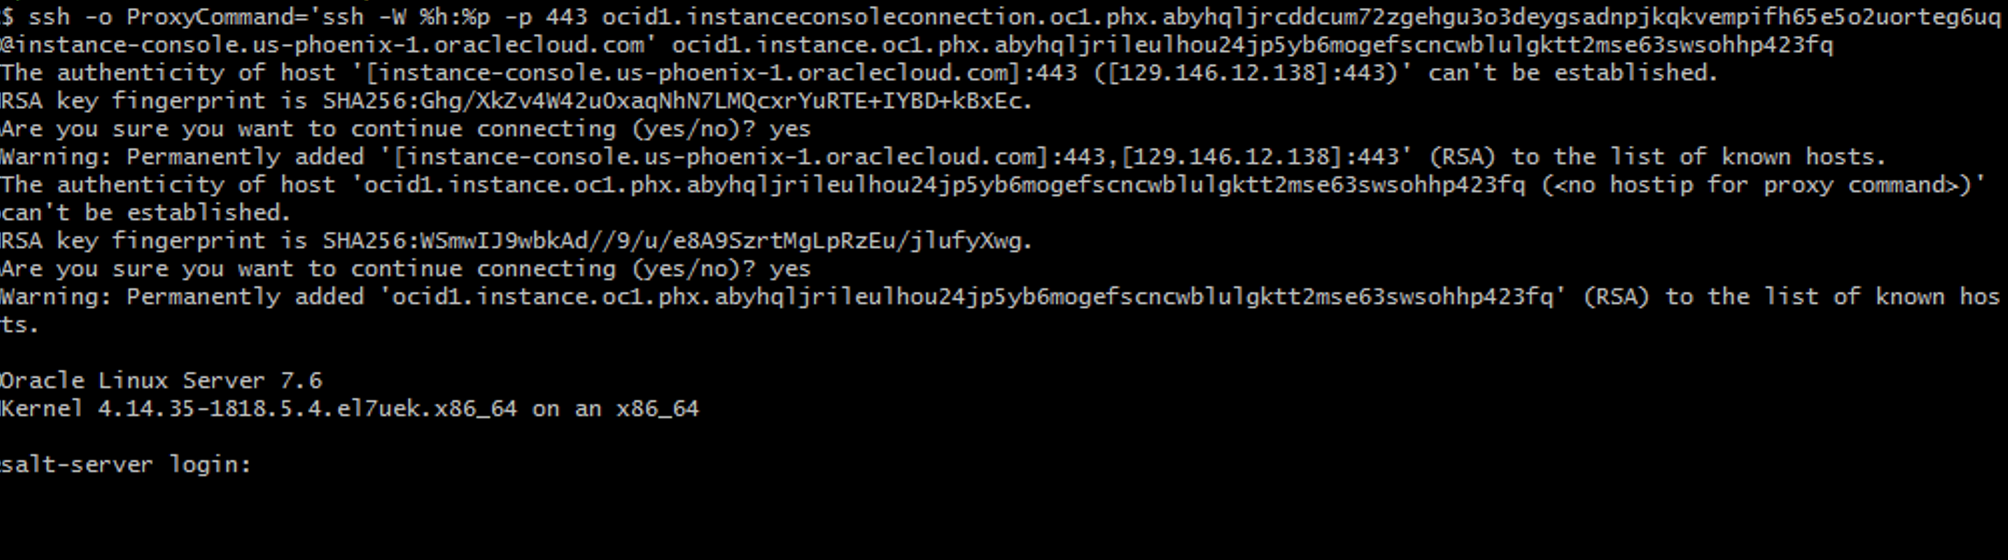 $ ssh -o ProxyCommand='ssh -W %h:%p -p 443 ocid1.instanceconsoleconnection.oc1.phx.abyhqljrcddcum72zgehgu3o3deygsadnpjkqkvempifh65e5o2uorteg6uq
@instance-console.us-phoenix-1.oraclecloud.com' ocid1.instance.oc1.phx.abyhqljrileulhou24jp5yb6mogefscncwblulgktt2mse63swsohhp423fq
The authenticity of host '[instance-console.us-phoenix-1.oraclecloud.com]:443 ([129.146.12.138]:443)' can't be established.
RSA key fingerprint is SHA256:Ghg/XkZv4W42uOxaqNhN7LMQcxrYuRTE+IYBD+kBxEc.
Are you sure you want to continue connecting (yes/no)? yes
Warning: Permanently added '[instance-console.us-phoenix-1.oraclecloud.com]:443,[129.146.12.138]:443' (RSA) to the list of known hosts.
The authenticity of host 'ocid1.instance.oc1.phx.abyhqljrileulhou24jp5yb6mogefscncwblulgktt2mse63swsohhp423fq (<no hostip for proxy command>)'
can't be established.
RSA key fingerprint is SHA256:WSmwIJ9wbkAd//9/u/e8A9SzrtMgLpRzEu/jlufyXwg.
Are you sure you want to continue connecting (yes/no)? yes
Warning: Permanently added 'ocid1.instance.oc1.phx.abyhqljrileulhou24jp5yb6mogefscncwblulgktt2mse63swsohhp423fq' (RSA) to the list of known hos
ts.
Oracle Linux Server 7.6
Kernel 4.14.35-1818.5.4.el7uek.x86_64 on an x86_64
salt-server login: